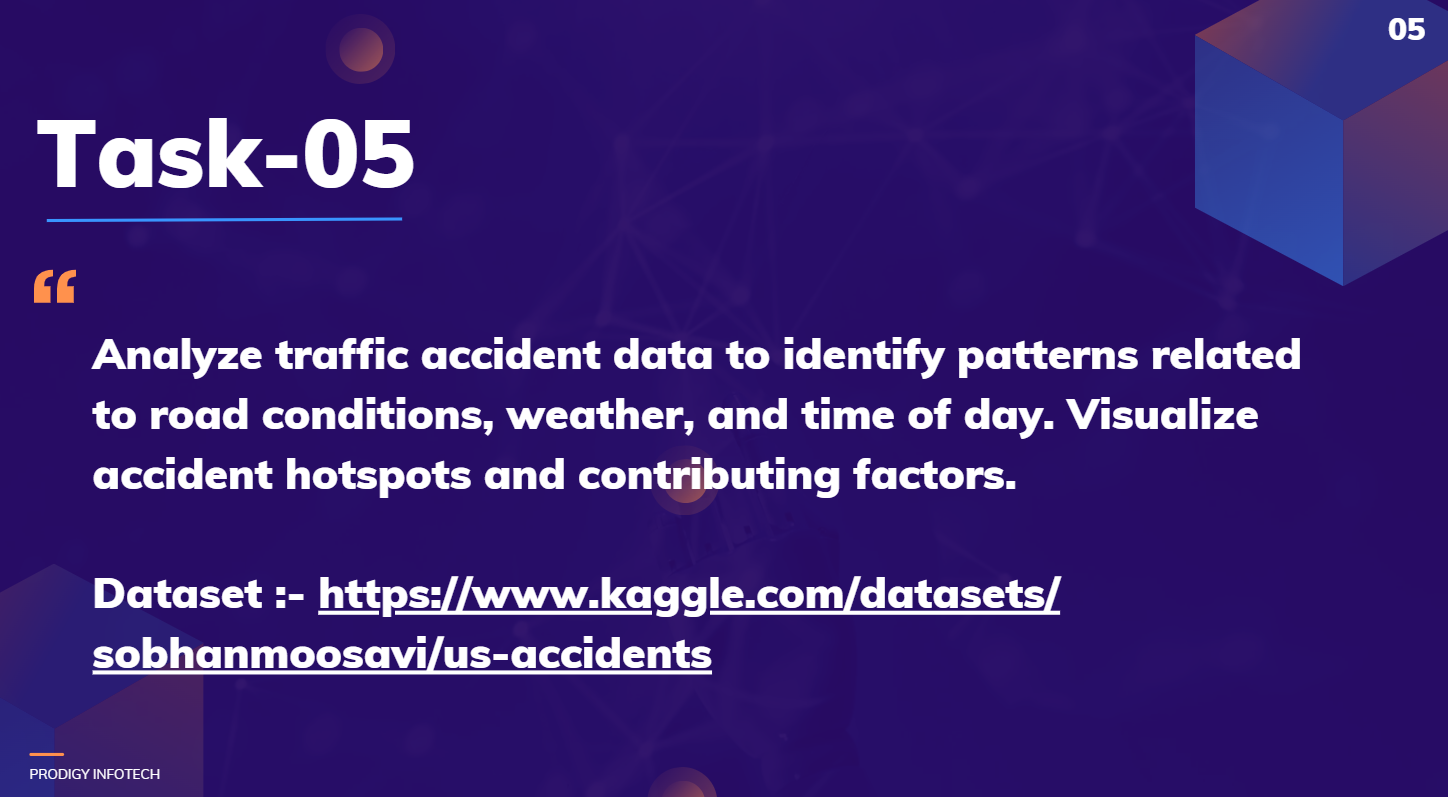 05
Task-05
“
Analyze traffic accident data to identify patterns related
to road conditions, weather, and time of day. Visualize
accident hotspots and contributing factors.
Dataset :- https://www.kaggle.com/datasets/
sobhanmoosavi/us-accidents
PRODIGY INFOTECH